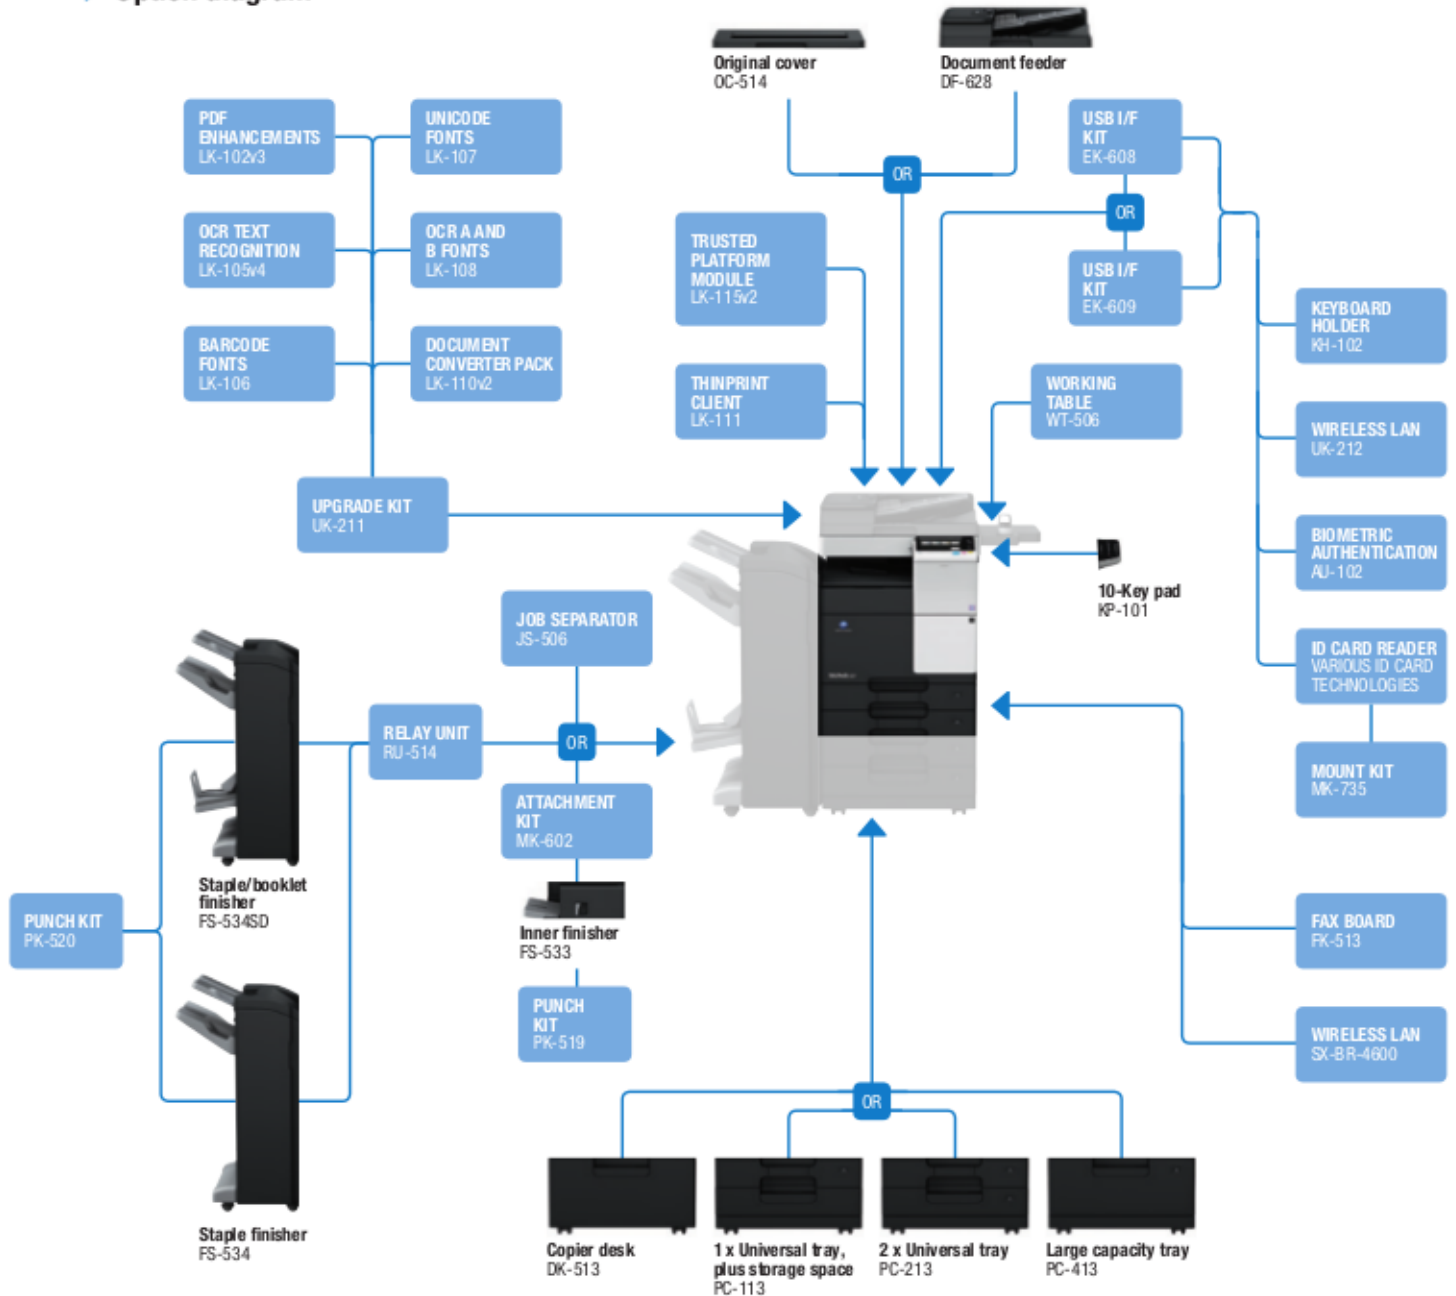 Option diagram
Original cover
OC-514
Document feeder
DF-628
PDF
ENHANCEMENTS
LK-102v3
UNICODE
FONTS
LK-107
USB I/F
KIT
EK-608
OR
OCR TEXT
RECOGNITION
LK-105v4
OCR A AND
B FONTS
LK-108
TRUSTED
PLATFORM
MODULE
LK-115v2
OR
USB I/F
KIT
EK-609
KEYBOARD
HOLDER
KH-102
BARCODE
FONTS
LK-106
DOCUMENT
CONVERTER PACK
LK-110v2
THINPRINT
CLIENT
LK-111
WORKING
TABLE
WT-506
WIRELESS LAN
UK-212
UPGRADE KIT
UK-211
BIOMETRIC
AUTHENTICATION
AU-102
10-Key pad
KP-101
JOB SEPARATOR
JS-506
ID CARD READER
VARIOUS ID CARD
TECHNOLOGIES
RELAY UNIT
RU-514
OR
MOUNT KIT
MK-735
ATTACHMENT
KIT
MK-602
Staple/booklet
finisher
FS-534SD
PUNCH KIT
PK-520
Inner finisher
FS-533
FAX BOARD
FK-513
PUNCH
KIT
PK-519
WIRELESS LAN
SX-BR-4600
OR
Staple finisher
FS-534
Copier desk
DK-513
1 x Universal tray,
plus storage space
PC-113
2 x Universal tray
PC-213
Large capacity tray
PC-413